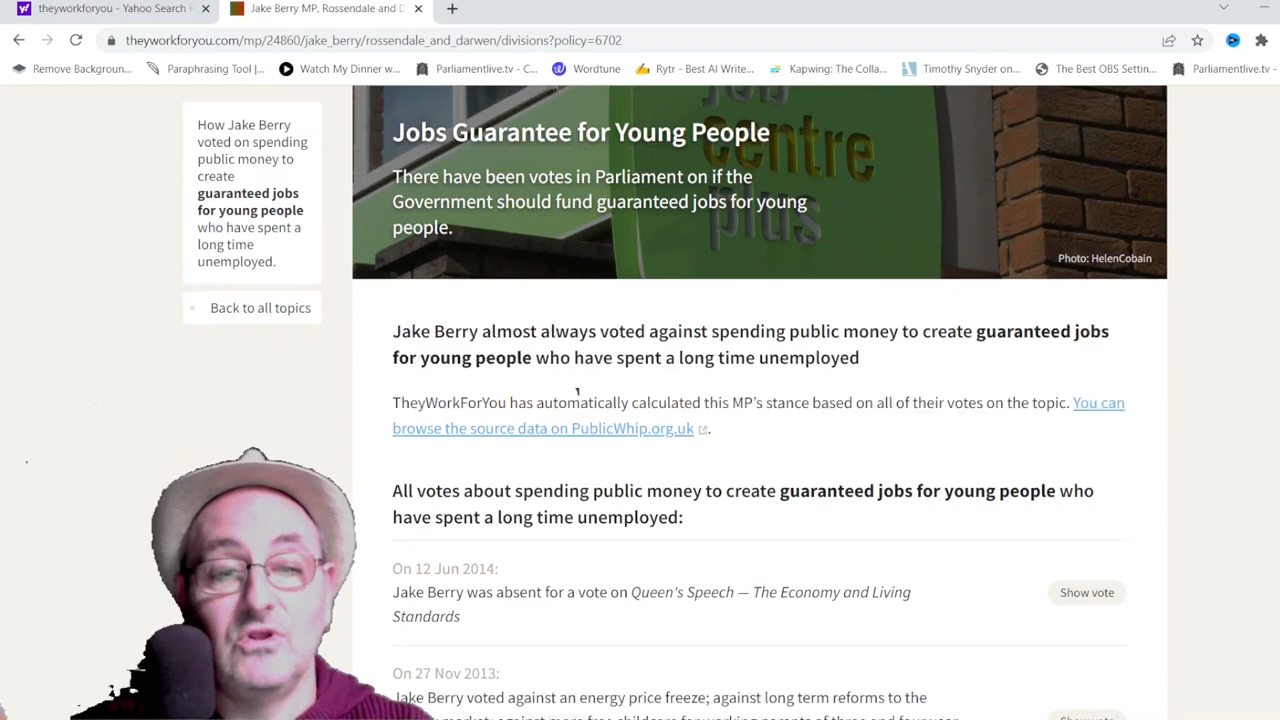 theyworkforyou - Yahoo Search
Jake Berry MP, Rossendale and D
theyworkforyou.com/mp/24860/jake_berry/rossendale_and_darwen/divisions?policy=6702
Remove Backgroun... Paraphrasing Tool |... Watch My Dinner w... Parliamentlive.tv - C... Wordtune Rytr - Best AI Write... Kapwing: The Colla... Timothy Snyder on... The Best OBS Settin... Parliamentlive.tv -
How Jake Berry
voted on spending
public money to
create
guaranteed jobs
for young people
who have spent a
long time
unemployed.
Back to all topics
job
centre
plus
Jobs Guarantee for Young People
There have been votes in Parliament on if the
Government should fund guaranteed jobs for young
people.
Photo: HelenCobain
Jake Berry almost always voted against spending public money to create guaranteed jobs
for young people who have spent a long time unemployed
TheyWorkForYou has automatically calculated this MP's stance based on all of their votes on the topic. You can
browse the source data on PublicWhip.org.uk.
All votes about spending public money to create guaranteed jobs for young people who
have spent a long time unemployed:
On 12 Jun 2014:
Jake Berry was absent for a vote on Queen's Speech — The Economy and Living
Standards
Show vote
On 27 Nov 2013:
Jake Berry voted against an energy price freeze; against long term reforms to the